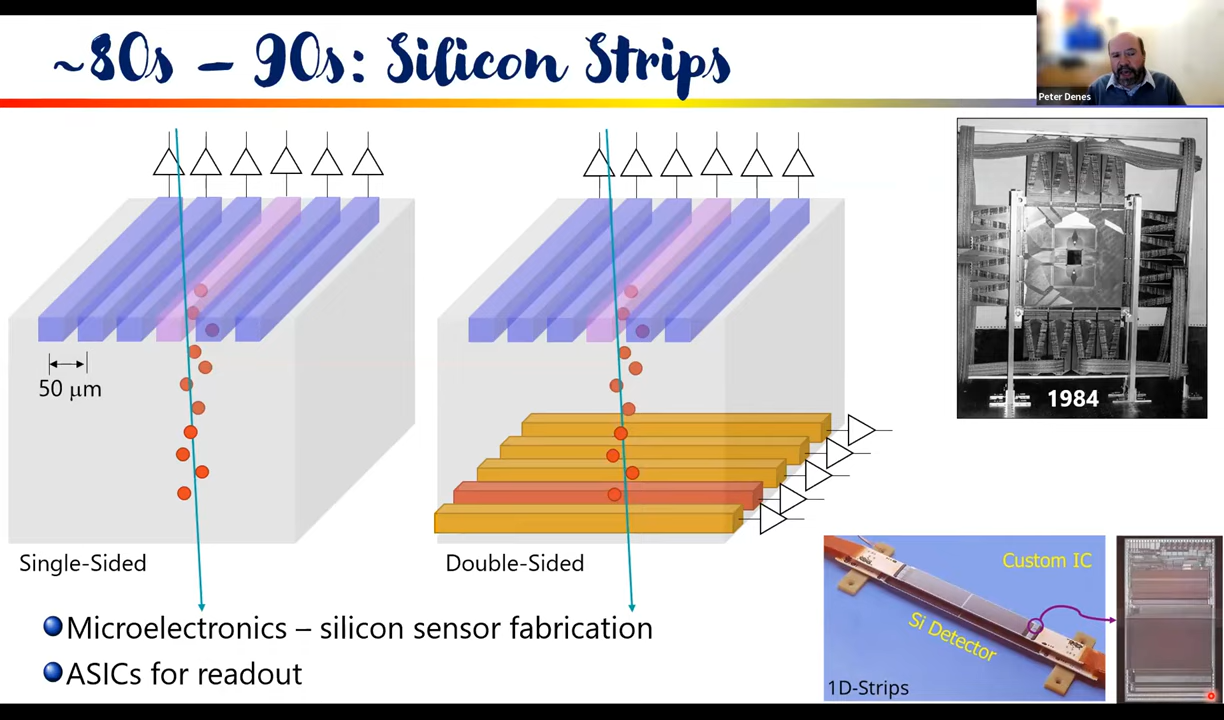 ~80s – 90s: Silicon Strips
Peter Denes
50 μm
1984
Single-Sided
Double-Sided
Custom IC
Si Detector
1D-Strips
Microelectronics – silicon sensor fabrication
ASICs for readout